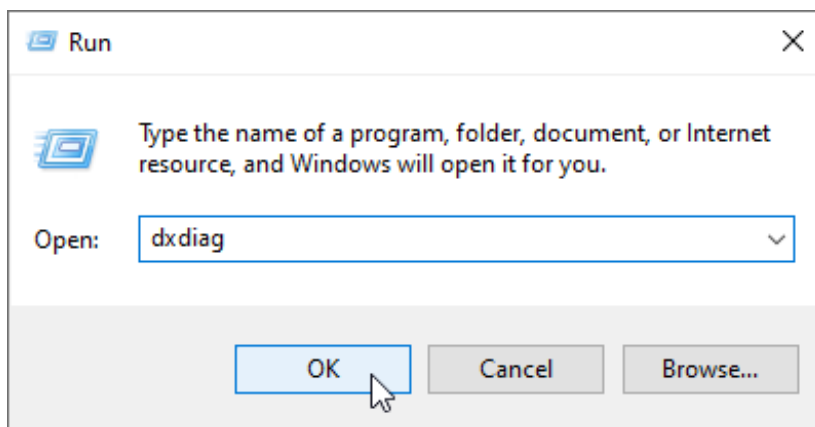 Run
Type the name of a program, folder, document, or Internet
resource, and Windows will open it for you.
Open: dxdiag
OK Cancel Browse...